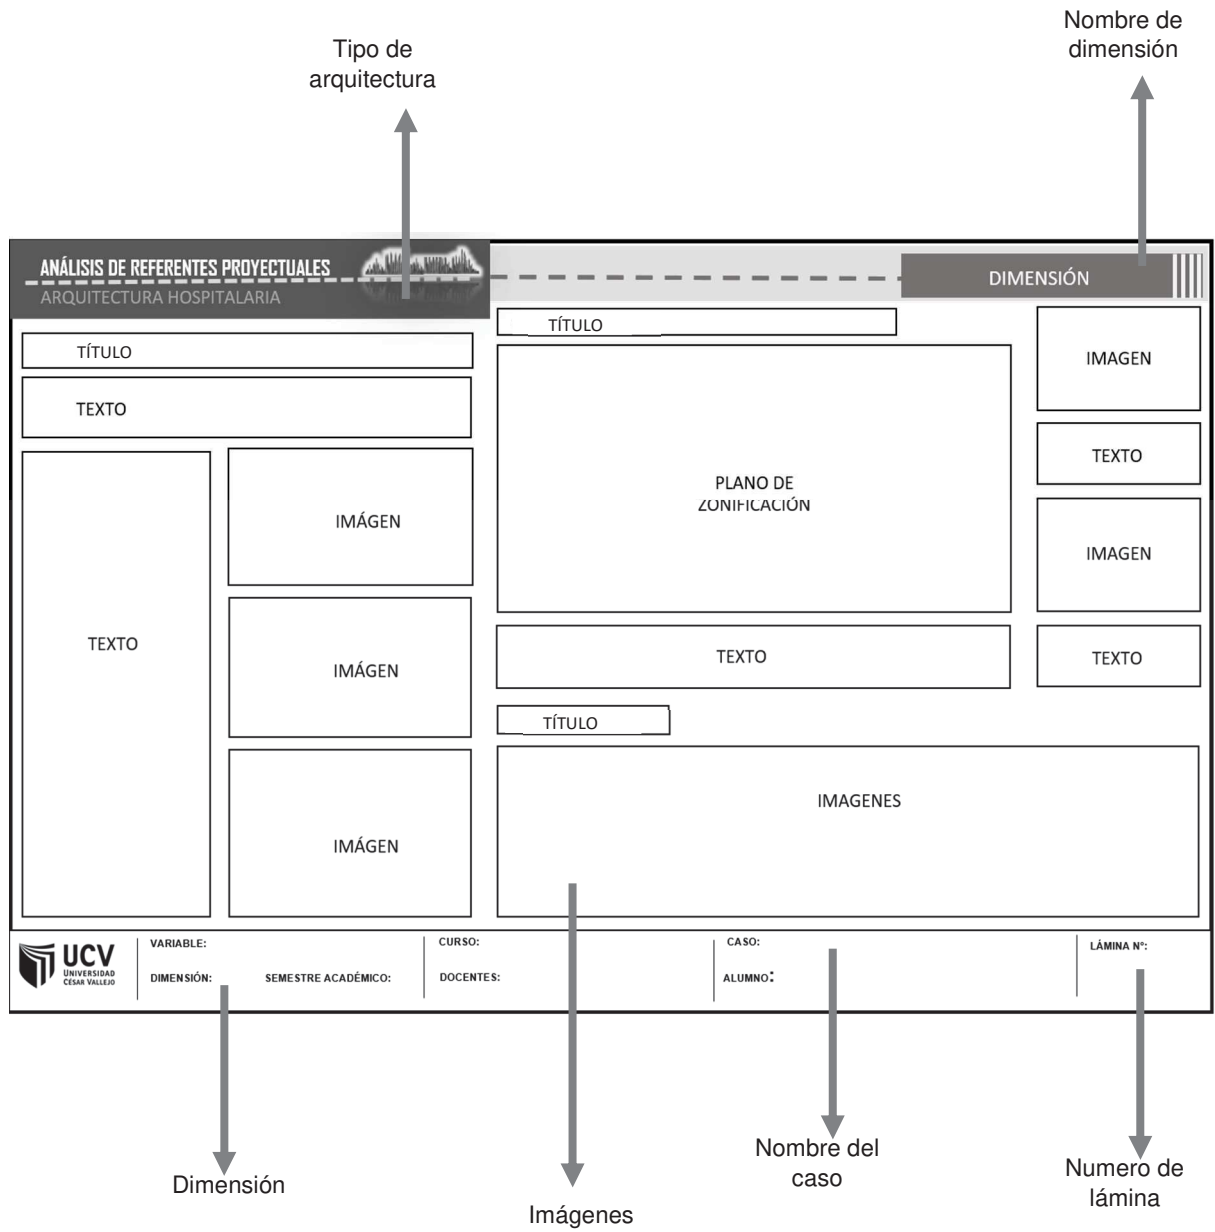 Nombre de
dimensión
Tipo de
arquitectura
ANÁLISIS DE REFERENTES PROYECTUALES
ARQUITECTURA HOSPITALARIA
DIMENSIÓN
TÍTULO
TEXTO
TEXTO
IMÁGEN
IMÁGEN
IMÁGEN
TÍTULO
PLANO DE
ZONIFICACIÓN
TEXTO
IMAGEN
TEXTO
IMAGEN
TEXTO
TÍTULO
IMAGENES
UCV
UNIVERSIDAD
CÉSAR VALLEJO
VARIABLE:
DIMENSIÓN:
SEMESTRE ACADÉMICO:
CURSO:
DOCENTES:
CASO:
ALUMNO:
LÁMINA Nº:
Dimensión
Imágenes
Nombre del
caso
Numero de
lámina